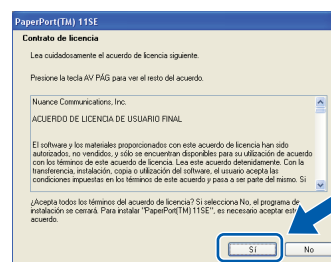 PaperPort(TM) 11SE
Contrato de licencia
Lea cuidadosamente el acuerdo de licencia siguiente.
Presione la tecla AV PÁG para ver el resto del acuerdo.
Nuance Communications, Inc.
ACUERDO DE LICENCIA DE USUARIO FINAL
El software y los materiales proporcionados con este acuerdo de licencia han sido
autorizados, no vendidos, y sólo se encuentran disponibles para su utilización de acuerdo
con los términos de este acuerdo de licencia. Lea este acuerdo detenidamente. Con la
transferencia, instalación, copia o utilización del software, el usuario acepta las
condiciones impuestas en los términos de este acuerdo y pasa a ser parte del mismo. Si
¿Acepta todos los términos del acuerdo de licencia? Si selecciona No, el programa de
instalación se cerrará. Para instalar "PaperPort(TM) 11SE", es necesario aceptar
acuerdo.
Sí No